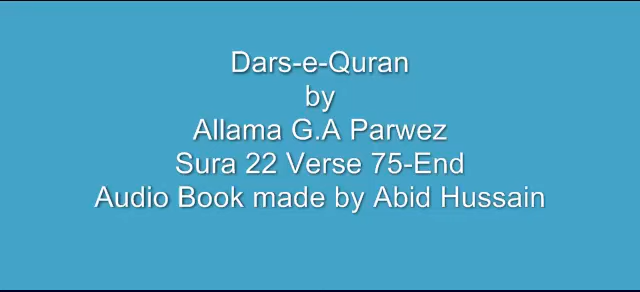 Dars-e-Quran
by
Allama G.A Parwez
Sura 22 Verse 75-End
Audio Book made by Abid Hussain